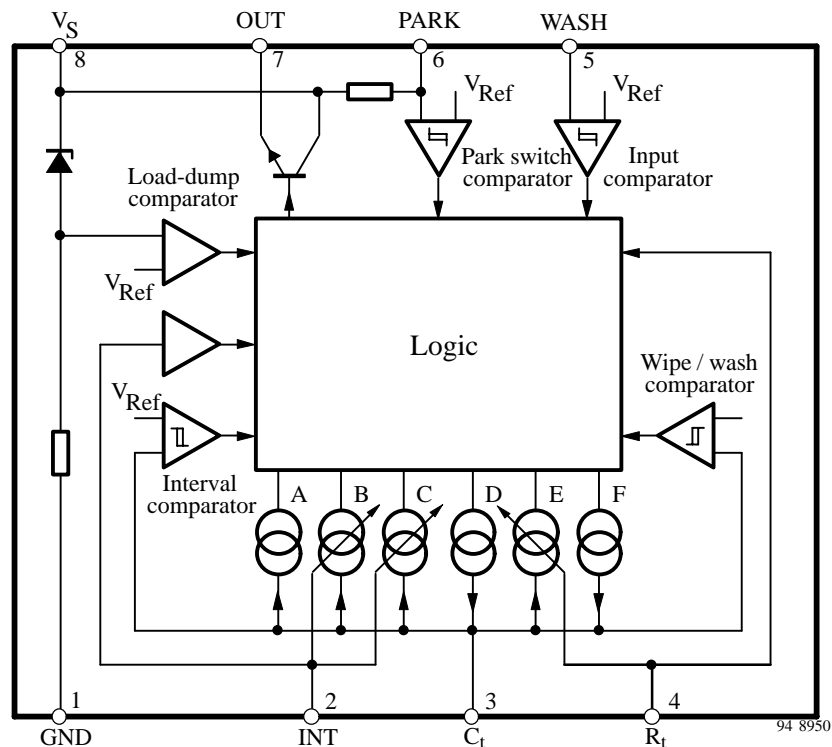 VS OUT PARK WASH
8 7 6 5
VRef VRef
Park switch
comparator
Input
comparator
Load-dump
comparator
VRef
Logic
Wipe / wash
comparator
VRef
Interval
comparator
A B C D E F
1 2 3 4
GND INT Ct Rt
94 8950